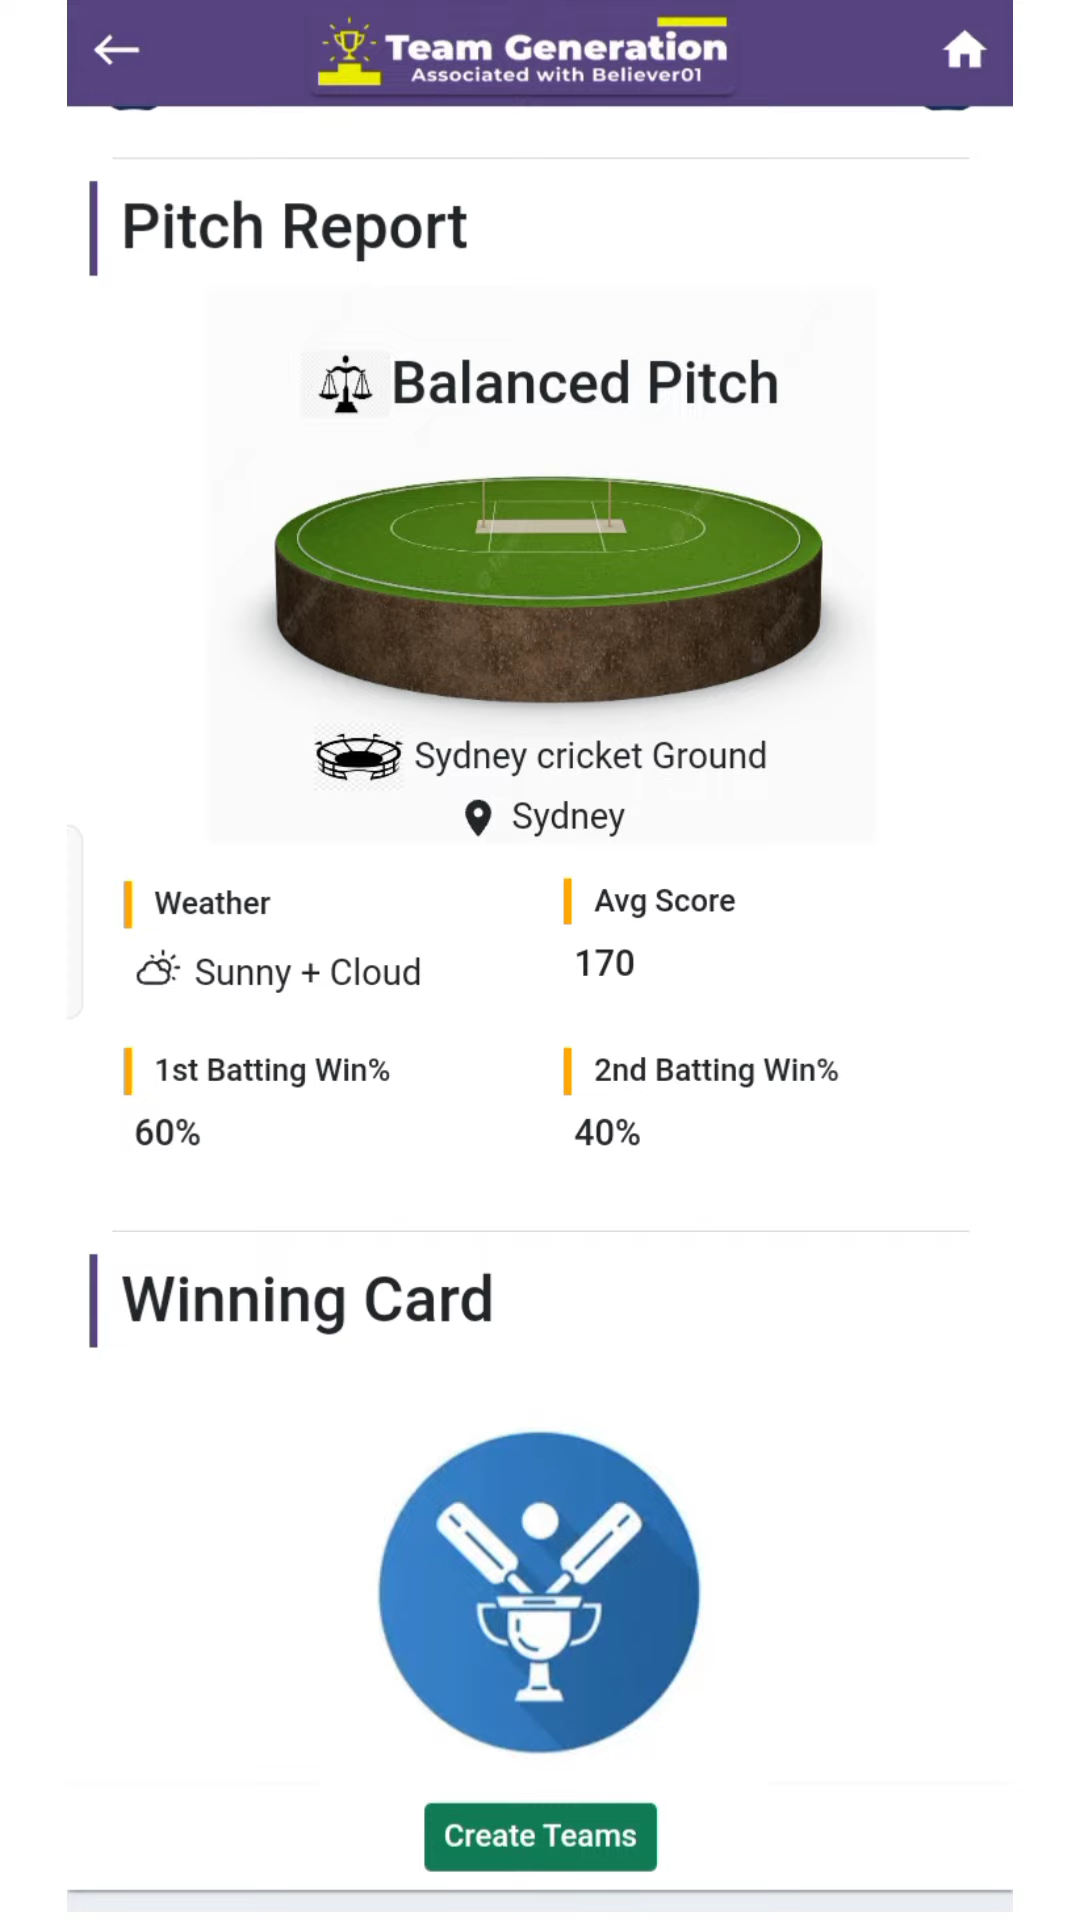 Team Generation
Associated with Believer01
Pitch Report
Balanced Pitch
Sydney cricket Ground
Sydney
Weather
Avg Score
Sunny + Cloud
170
1st Batting Win%
2nd Batting Win%
60%
40%
Winning Card
Create Teams